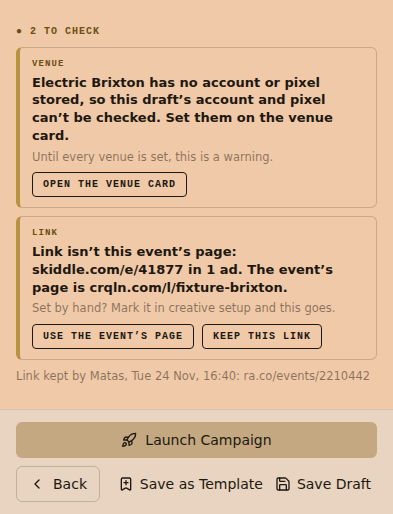 ● 2 TO CHECK
VENUE
Electric Brixton has no account or pixel
stored, so this draft’s account and pixel
can’t be checked. Set them on the venue
card.
Until every venue is set, this is a warning.
OPEN THE VENUE CARD
LINK
Link isn’t this event’s page:
skiddle.com/e/41877 in 1 ad. The event’s
page is crqln.com/l/fixture-brixton.
Set by hand? Mark it in creative setup and this goes.
USE THE EVENT’S PAGE KEEP THIS LINK
Link kept by Matas, Tue 24 Nov, 16:40: ra.co/events/2210442
Launch Campaign
Back Save as Template Save Draft